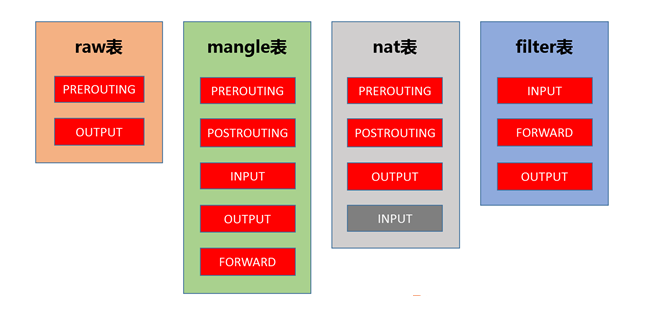 raw表
PREROUTING
OUTPUT
mangle表
PREROUTING
POSTROUTING
INPUT
OUTPUT
FORWARD
nat表
PREROUTING
POSTROUTING
OUTPUT
INPUT
filter表
INPUT
FORWARD
OUTPUT